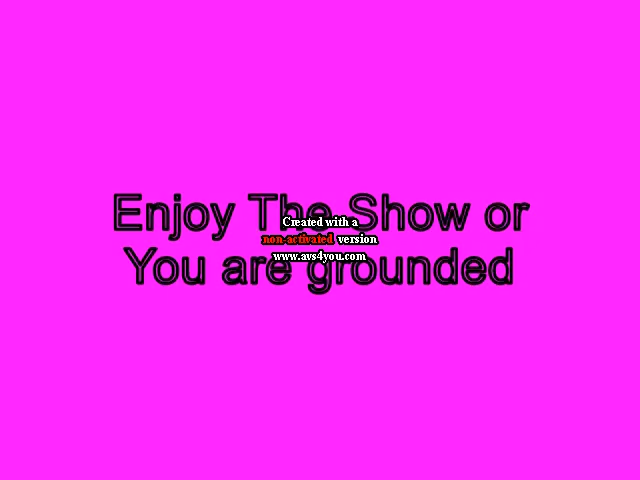 Enjoy The Show or
You are grounded
Created with a
non-activated version
www.avs4you.com